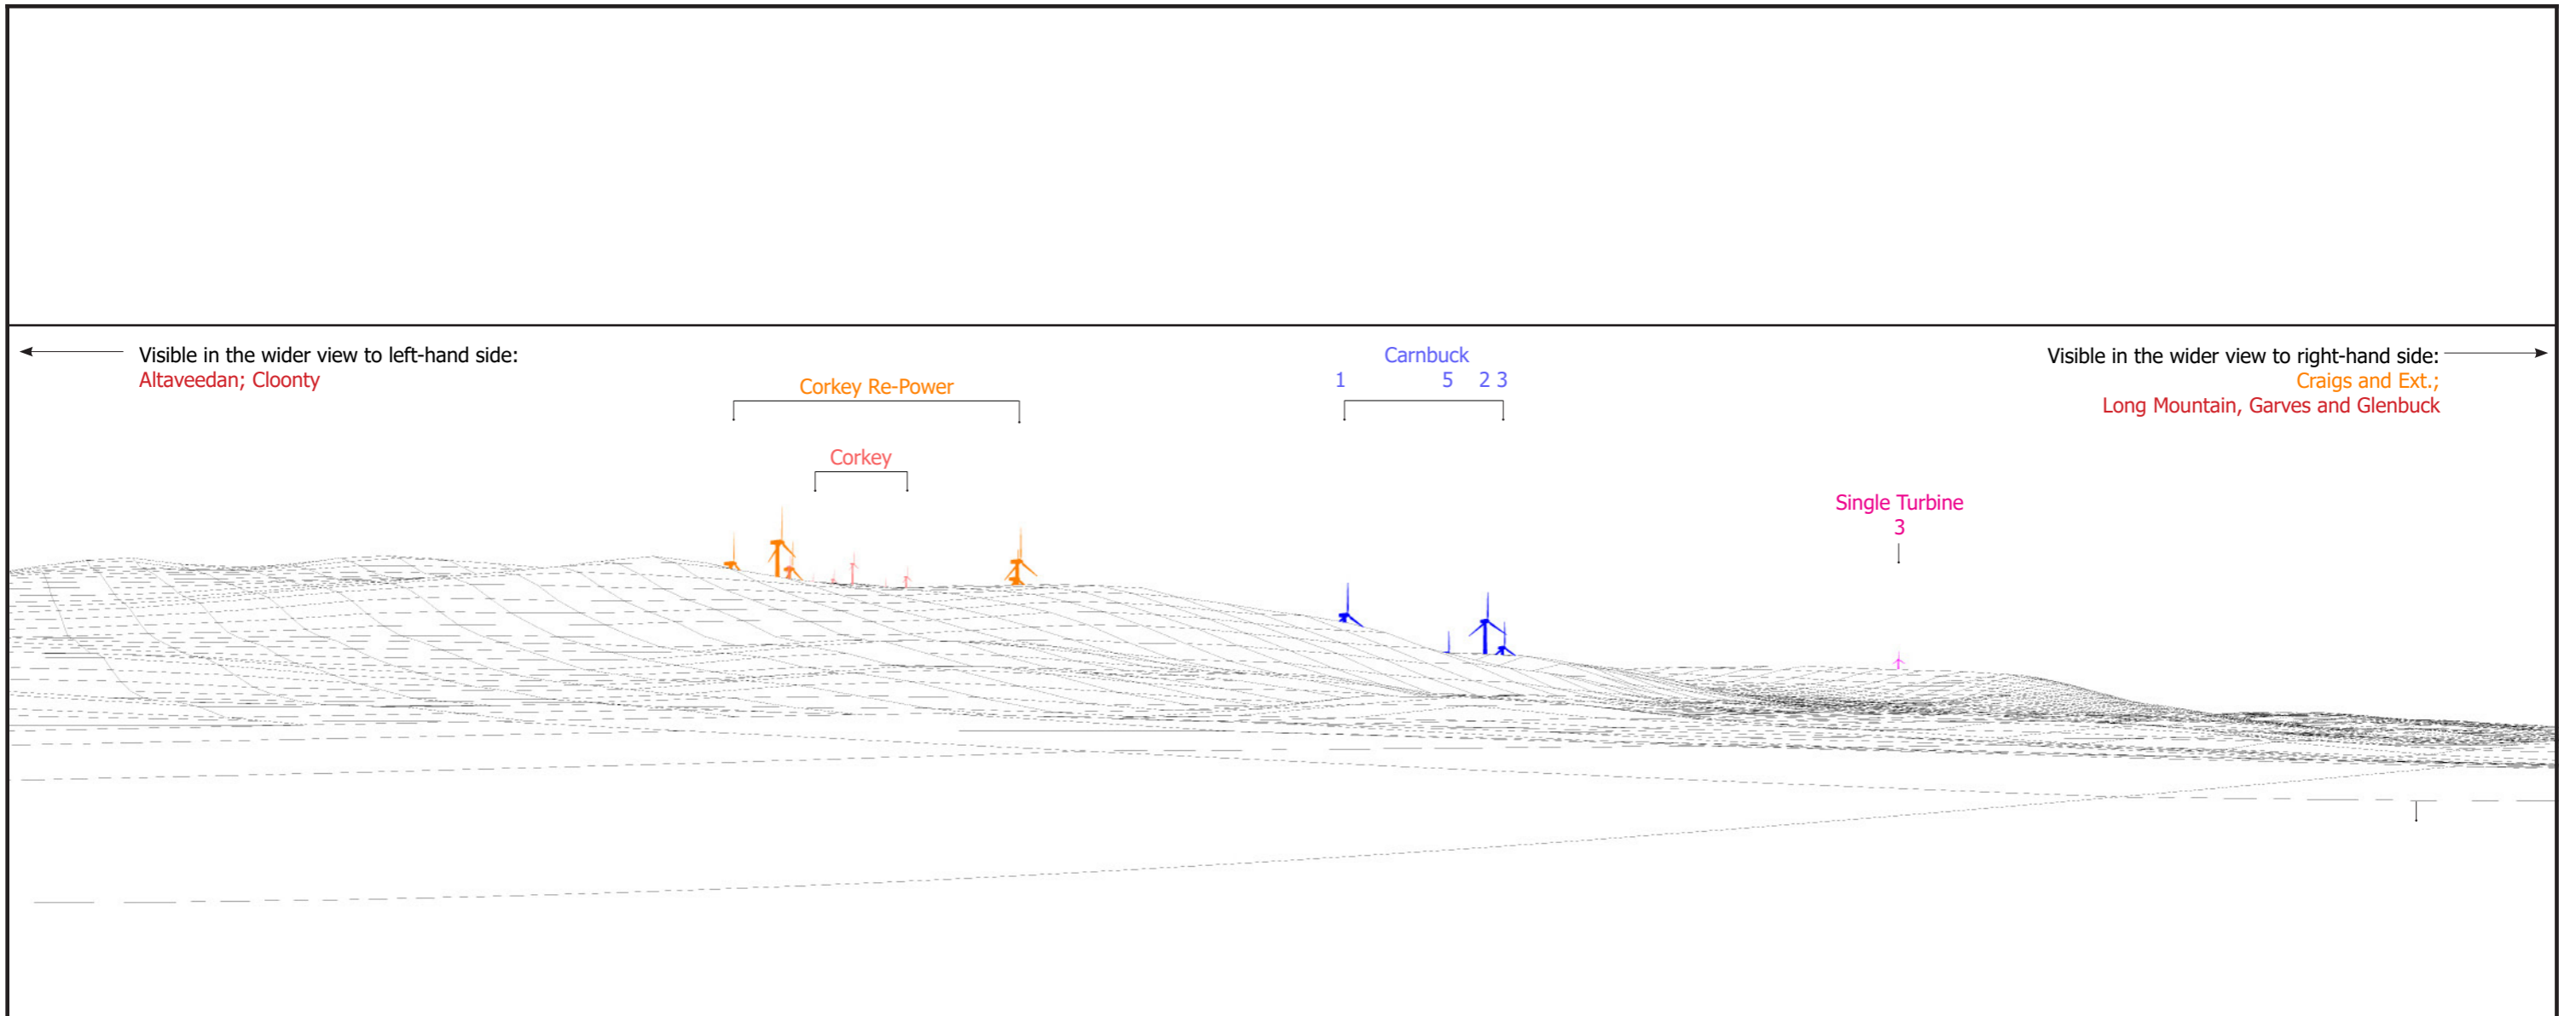 Visible in the wider view to left-hand side:
Altaveedan; Cloonty
Corkey Re-Power
Corkey
Carnbuck
1 5 2 3
Single Turbine
3
Visible in the wider view to right-hand side:
Craigs and Ext.;
Long Mountain, Garves and Glenbuck